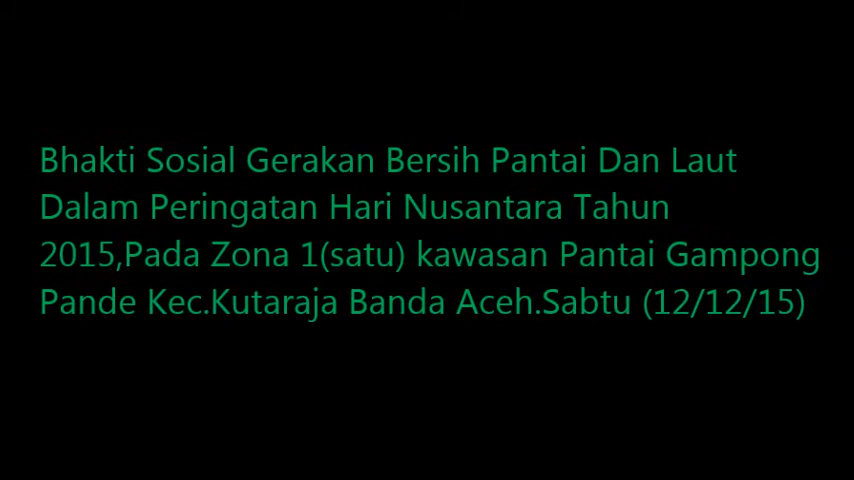 Bhakti Sosial Gerakan Bersih Pantai Dan Laut
Dalam Peringatan Hari Nusantara Tahun
2015,Pada Zona 1(satu) kawasan Pantai Gampong
Pande Kec.Kutaraja Banda Aceh.Sabtu (12/12/15)